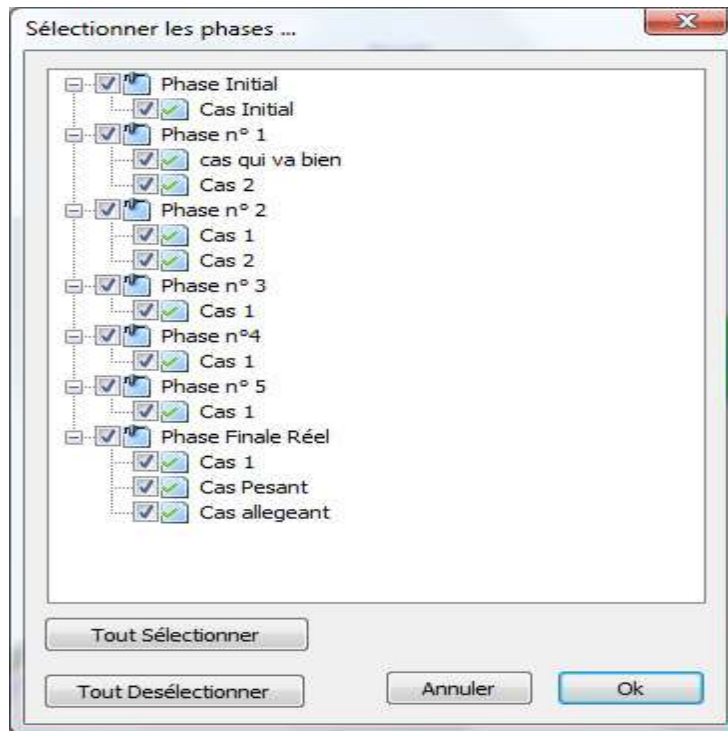 Sélectionner les phases ...
Phase Initial
Cas Initial
Phase n° 1
cas qui va bien
Cas 2
Phase n° 2
Cas 1
Cas 2
Phase n° 3
Cas 1
Phase n°4
Cas 1
Phase n° 5
Cas 1
Phase Finale Réel
Cas 1
Cas Pesant
Cas allegeant
Tout Sélectionner
Tout Desélectionner
Annuler
Ok